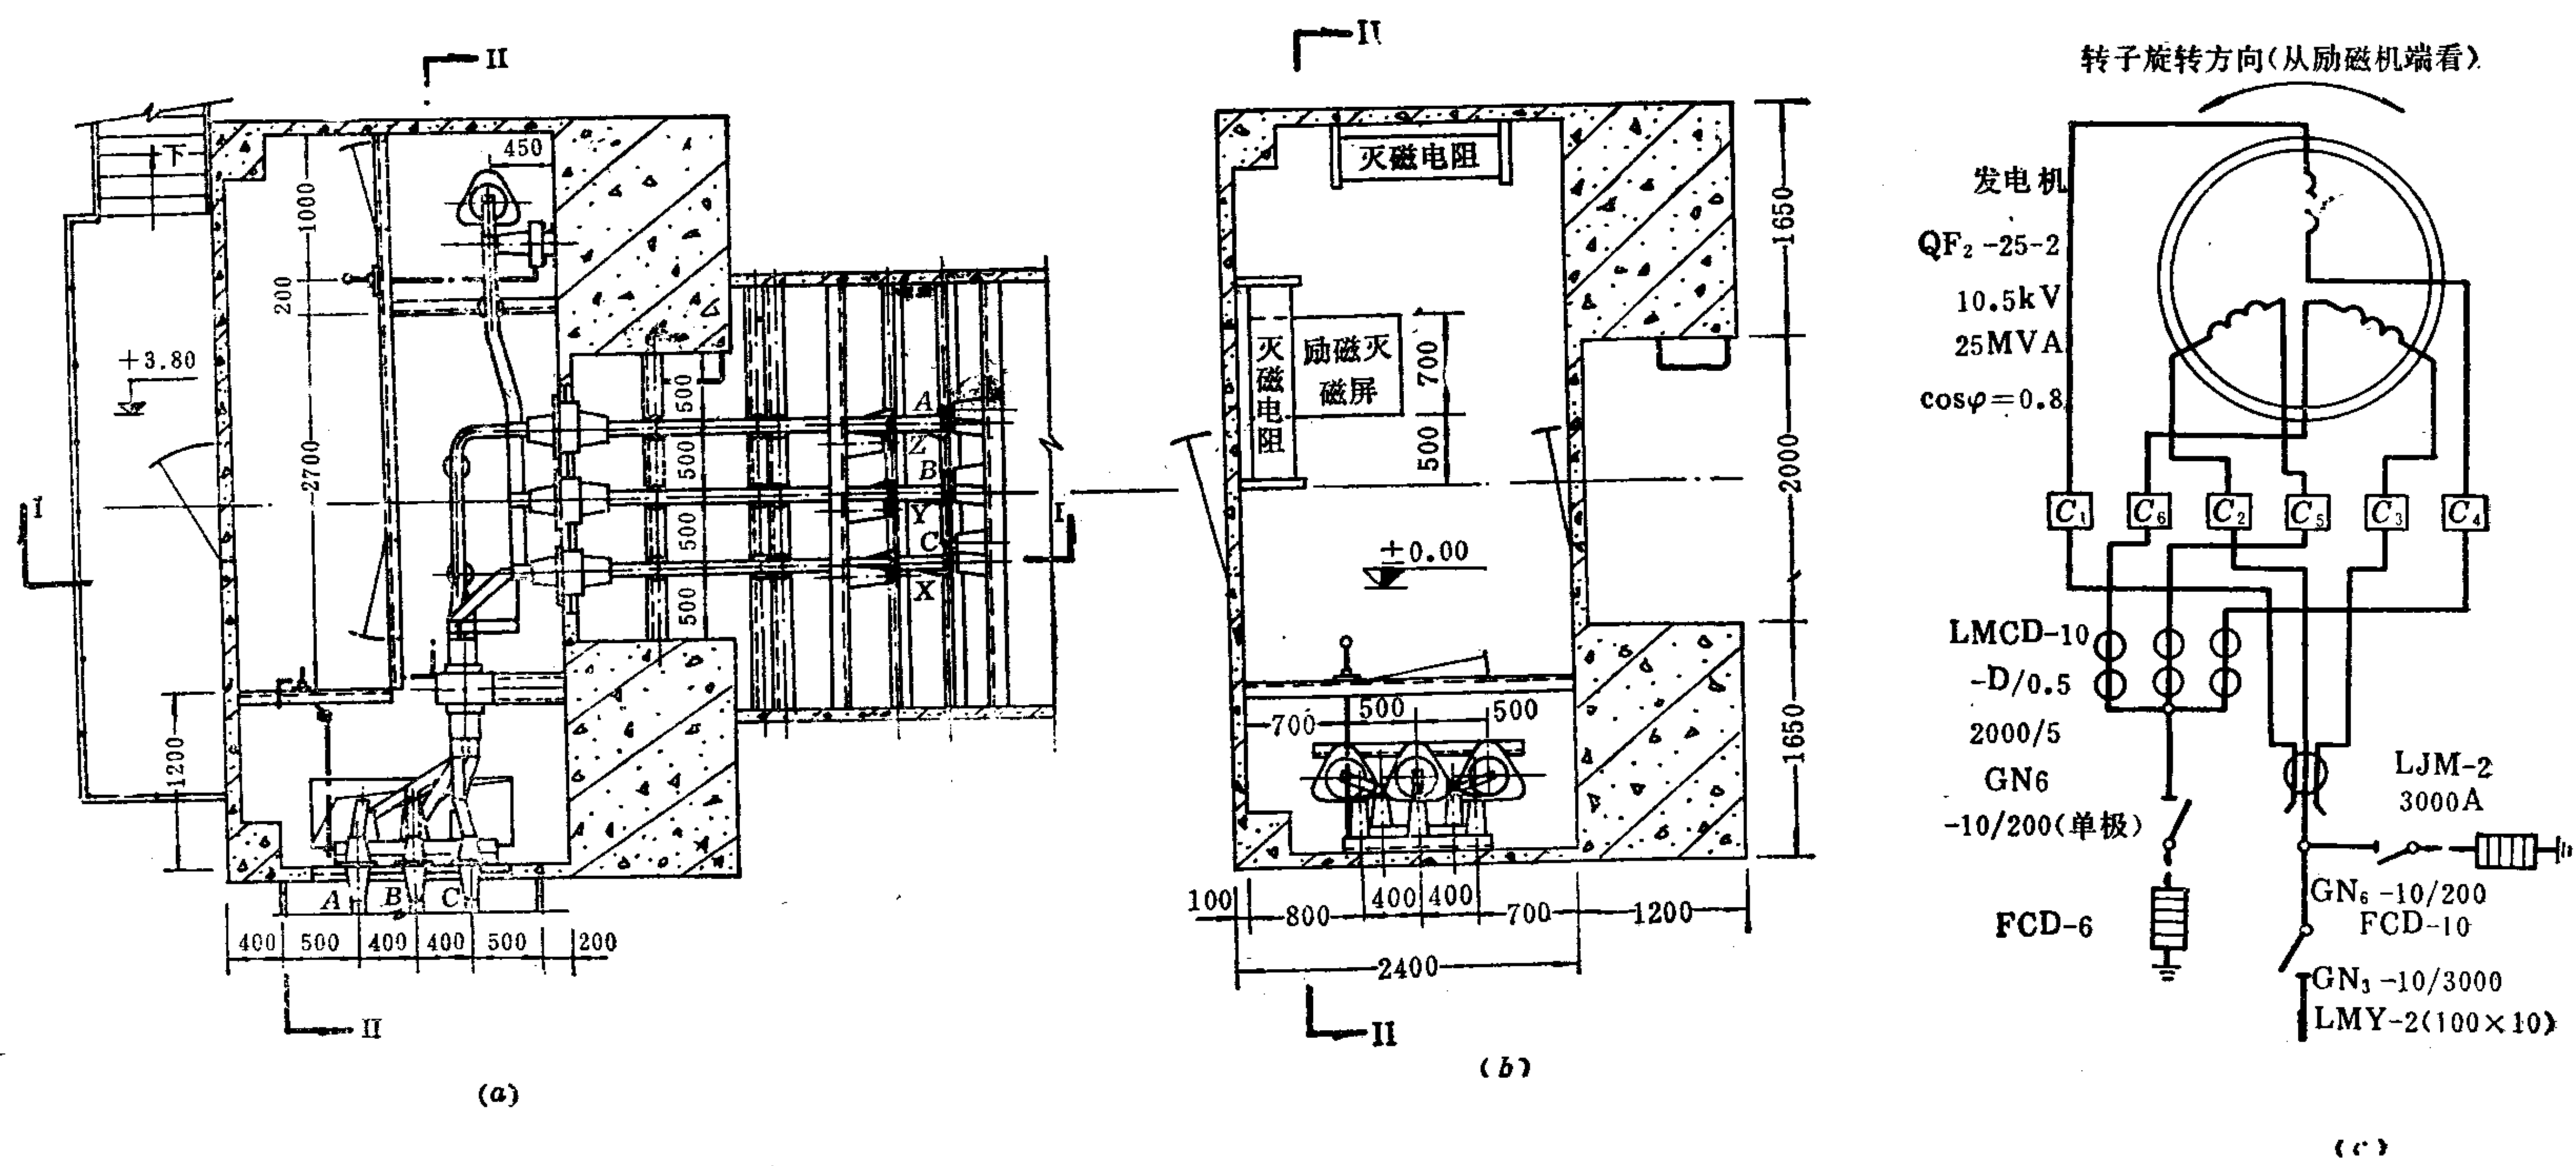 II
下
450
1000
200
+3.80
2700
500
500
500
500
A
Z
B
Y
C
X
I
I
1200
A
B
C
400
500
400
400
500
200
II
(a)
II
灭磁电阻
灭磁电阻
励磁灭
磁屏
700
500
±0.00
1650
2000
1650
700
500
500
100
800
400
400
700
1200
2400
II
(b)
转子旋转方向(从励磁机端看)
发电机
QF₂-25-2
10.5kV
25MVA
cosφ=0.8
C₁
C₆
C₂
C₅
C₃
C₄
LMCD-10
-D/0.5
2000/5
GN6
-10/200(单极)
FCD-6
LJM-2
3000A
GN₆-10/200
FCD-10
GN₃-10/3000
LMY-2(100×10)
(c)